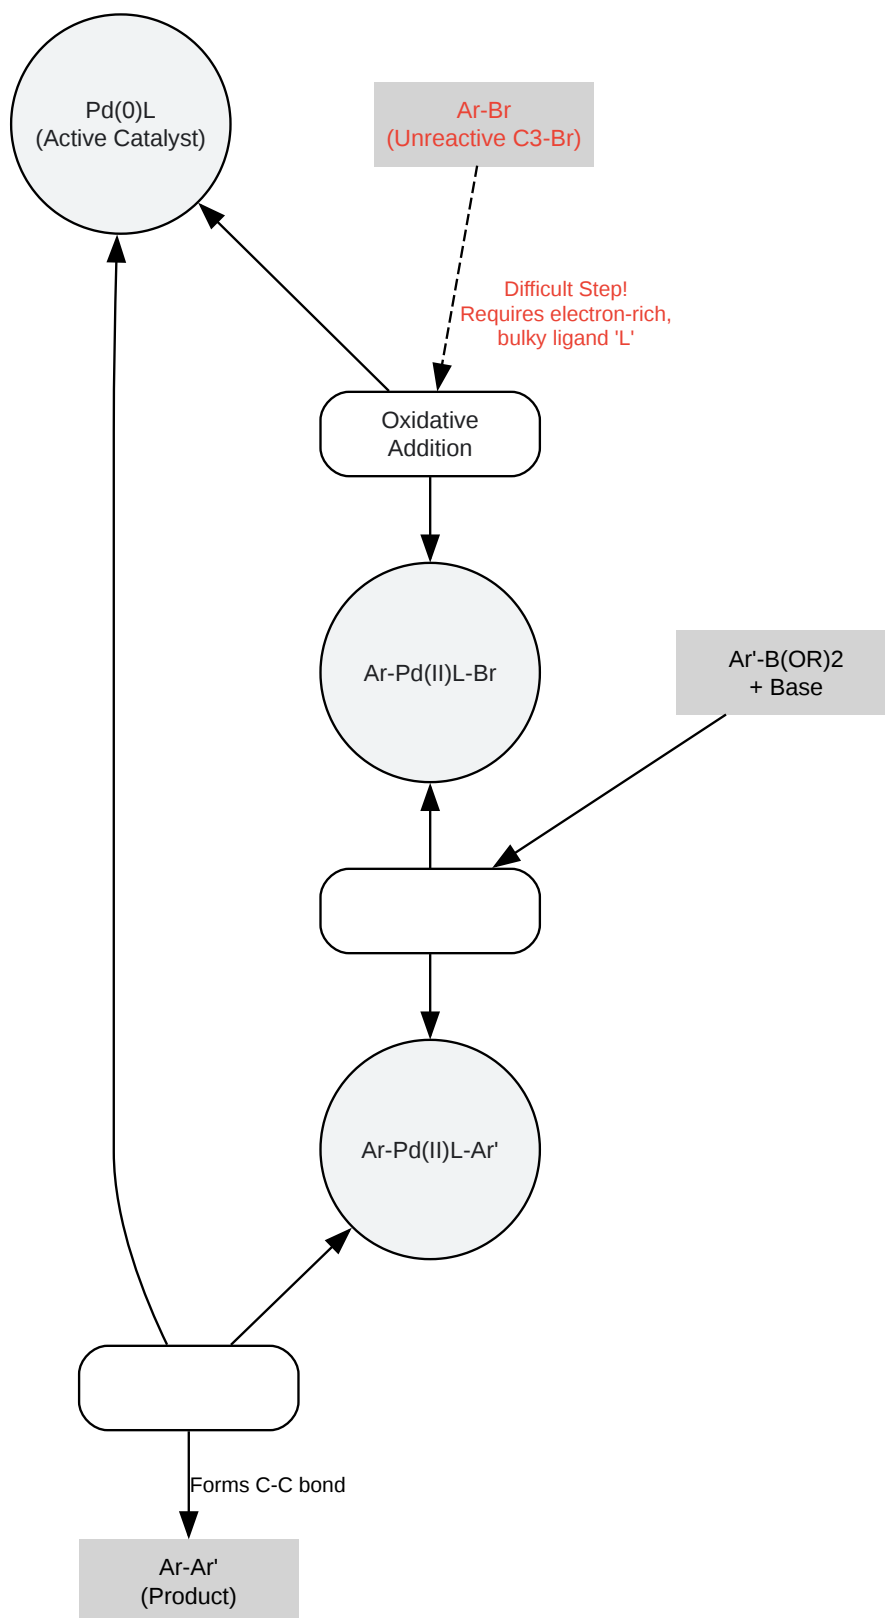 Pd(0)L
(Active Catalyst)
Ar-Br
(Unreactive C3-Br)
Difficult Step!
Requires electron-rich,
bulky ligand 'L'
Oxidative
Addition
Ar-Pd(II)L-Br
Ar'-B(OR)2
+ Base
Ar-Pd(II)L-Ar'
Forms C-C bond
Ar-Ar'
(Product)